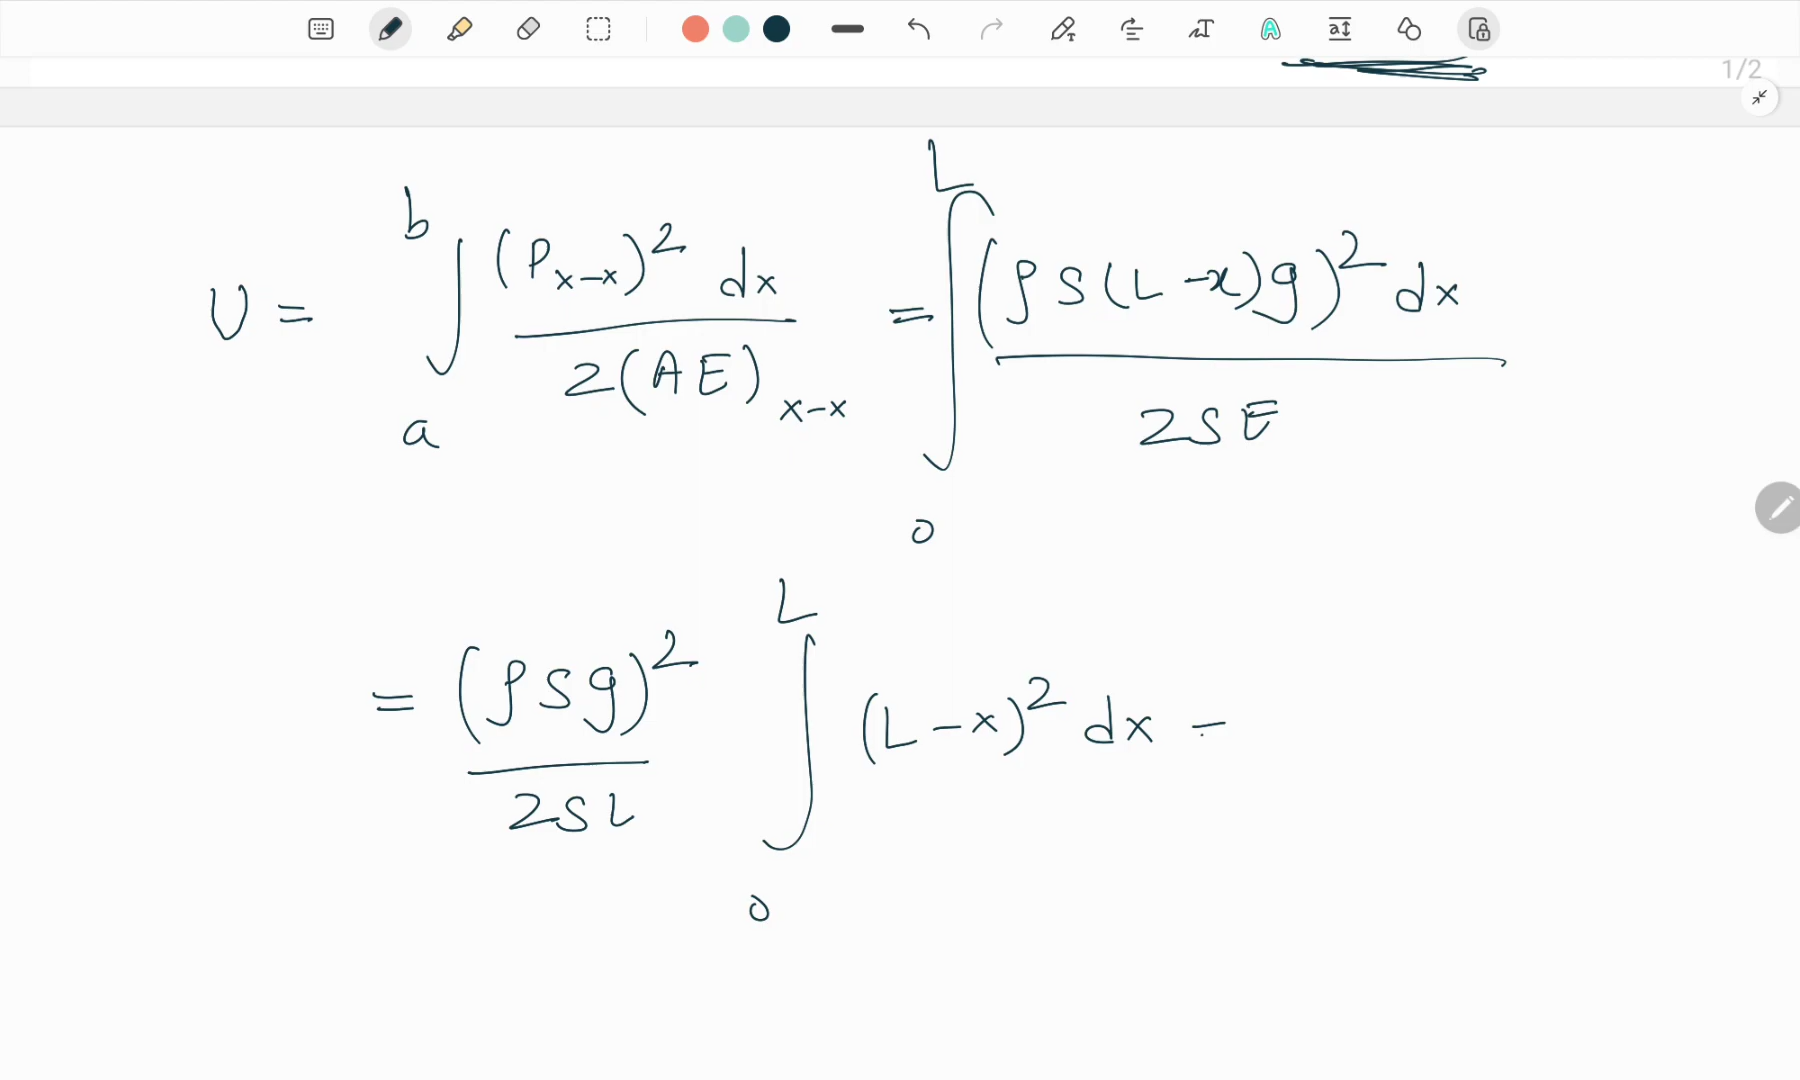 1/2
U = ∫_a^b (P_{x-x})^2 dx / 2(AE)_{x-x} = ∫_0^L (ρS(L-x)g)^2 dx / 2SE
= (ρSg)^2 / 2SL ∫_0^L (L-x)^2 dx -